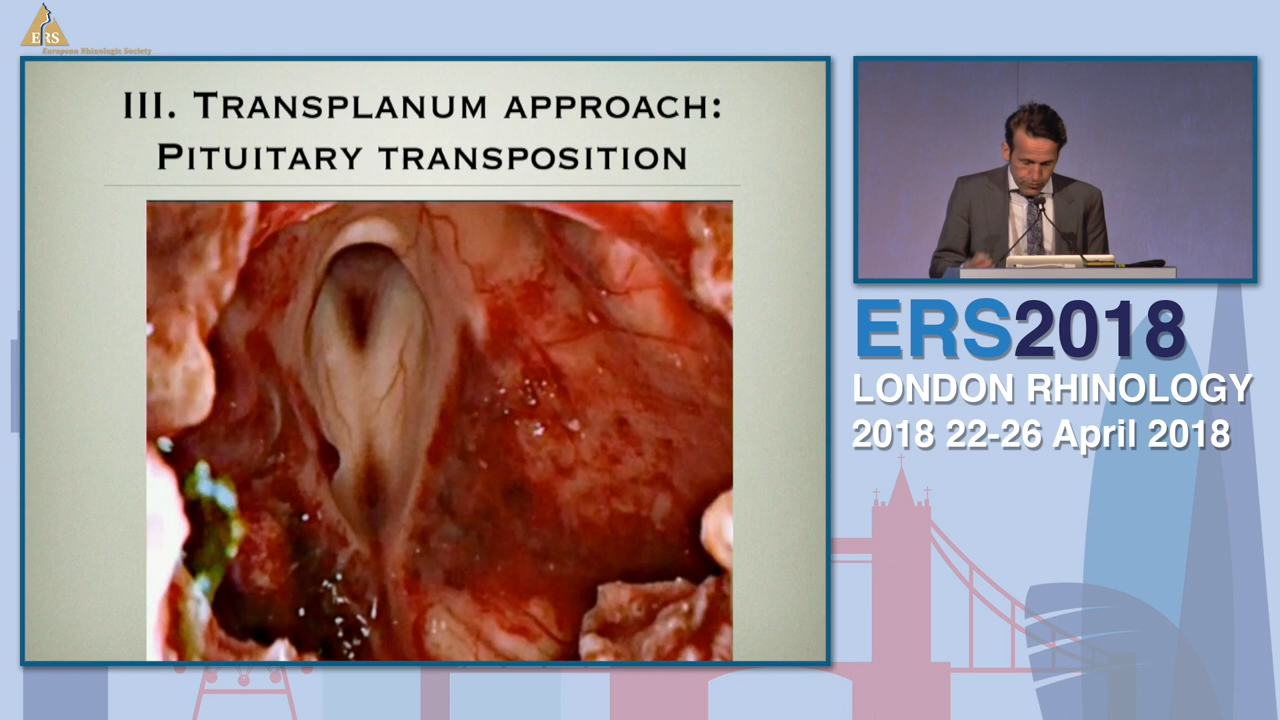 ERS
European Rhinologic Society
III. TRANSPLANUM APPROACH:
PITUITARY TRANSPOSITION
ERS2018
LONDON RHINOLOGY
2018 22-26 April 2018